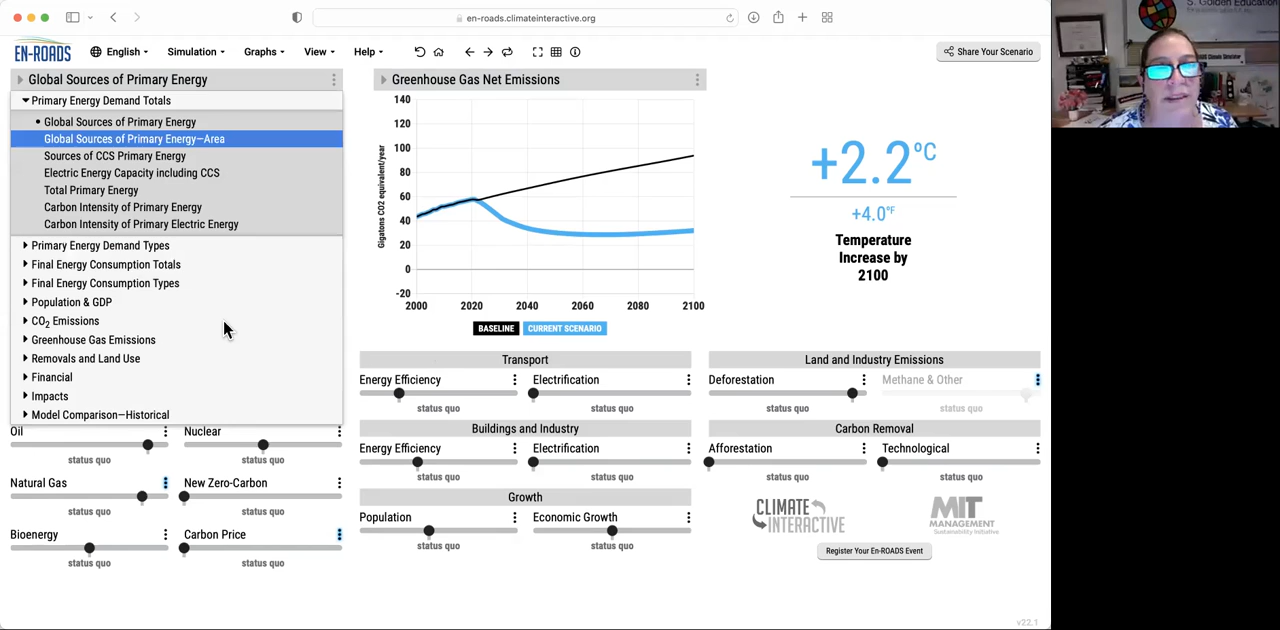 en-roads.climateinteractive.org
EN-ROADS
English
Simulation
Graphs
View
Help
Share Your Scenario
Global Sources of Primary Energy
Primary Energy Demand Totals
Global Sources of Primary Energy
Global Sources of Primary Energy—Area
Sources of CCS Primary Energy
Electric Energy Capacity including CCS
Total Primary Energy
Carbon Intensity of Primary Energy
Carbon Intensity of Primary Electric Energy
Primary Energy Demand Types
Final Energy Consumption Totals
Final Energy Consumption Types
Population & GDP
CO2 Emissions
Greenhouse Gas Emissions
Removals and Land Use
Financial
Impacts
Model Comparison—Historical
Oil
status quo
Nuclear
status quo
Natural Gas
status quo
New Zero-Carbon
status quo
Bioenergy
status quo
Carbon Price
status quo
Greenhouse Gas Net Emissions
Gigatons CO2 equivalent/year
140
120
100
80
60
40
20
0
-20
2000 2020 2040 2060 2080 2100
BASELINE
CURRENT SCENARIO
+2.2°C
+4.0°F
Temperature
Increase by
2100
Transport
Energy Efficiency
status quo
Electrification
status quo
Buildings and Industry
Energy Efficiency
status quo
Electrification
status quo
Growth
Population
status quo
Economic Growth
status quo
Land and Industry Emissions
Deforestation
status quo
Methane & Other
status quo
Carbon Removal
Afforestation
status quo
Technological
status quo
CLIMATE
INTERACTIVE
MIT
MANAGEMENT
Sustainability Initiative
Register Your En-ROADS Event
v22.1
S. Golden Education